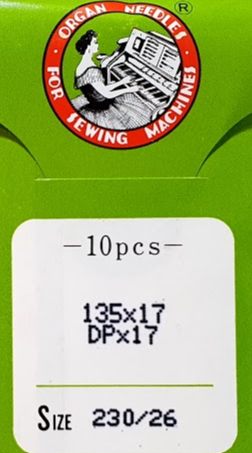 · ORGAN NEEDLES · ®
FOR SEWING MACHINES
-10pcs-
135x17
DPx17
SIZE 230/26